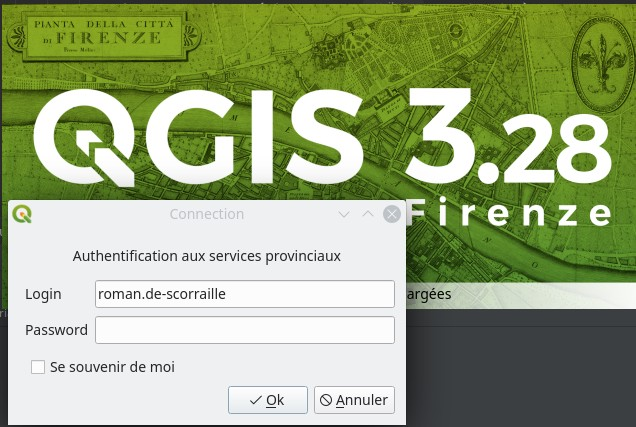 PIANTA DELLA CITTÀ
DI FIRENZE
QGIS 3.28
Firenze
Connection
Authentification aux services provinciaux
Login
roman.de-scorraille
argées
Password
Se souvenir de moi
Ok
Annuler